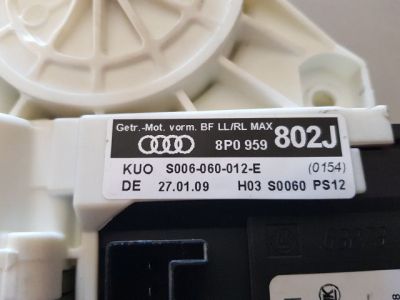 Getr.-Mot. vorm. BF LL/RL MAX
8P0 959 802J
KUO S006-060-012-E (0154)
DE 27.01.09 H03 S0060 PS12